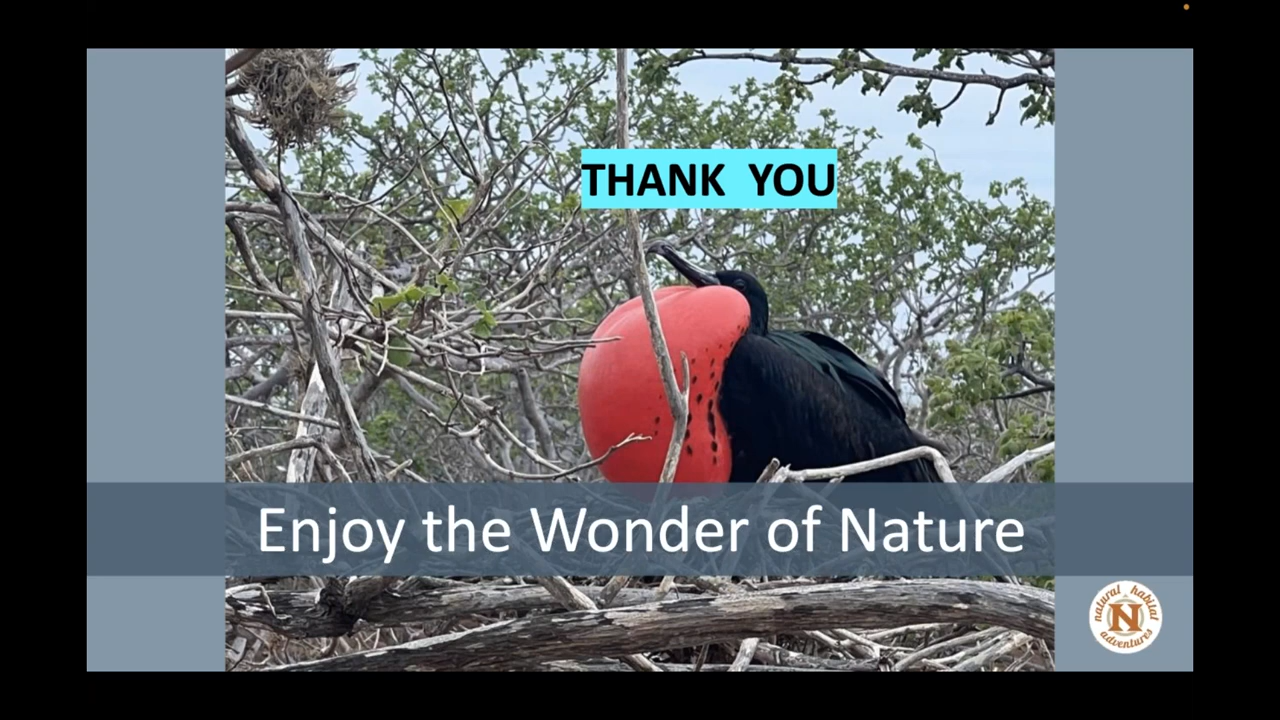 THANK YOU
Enjoy the Wonder of Nature
natural habitat
N
adventures